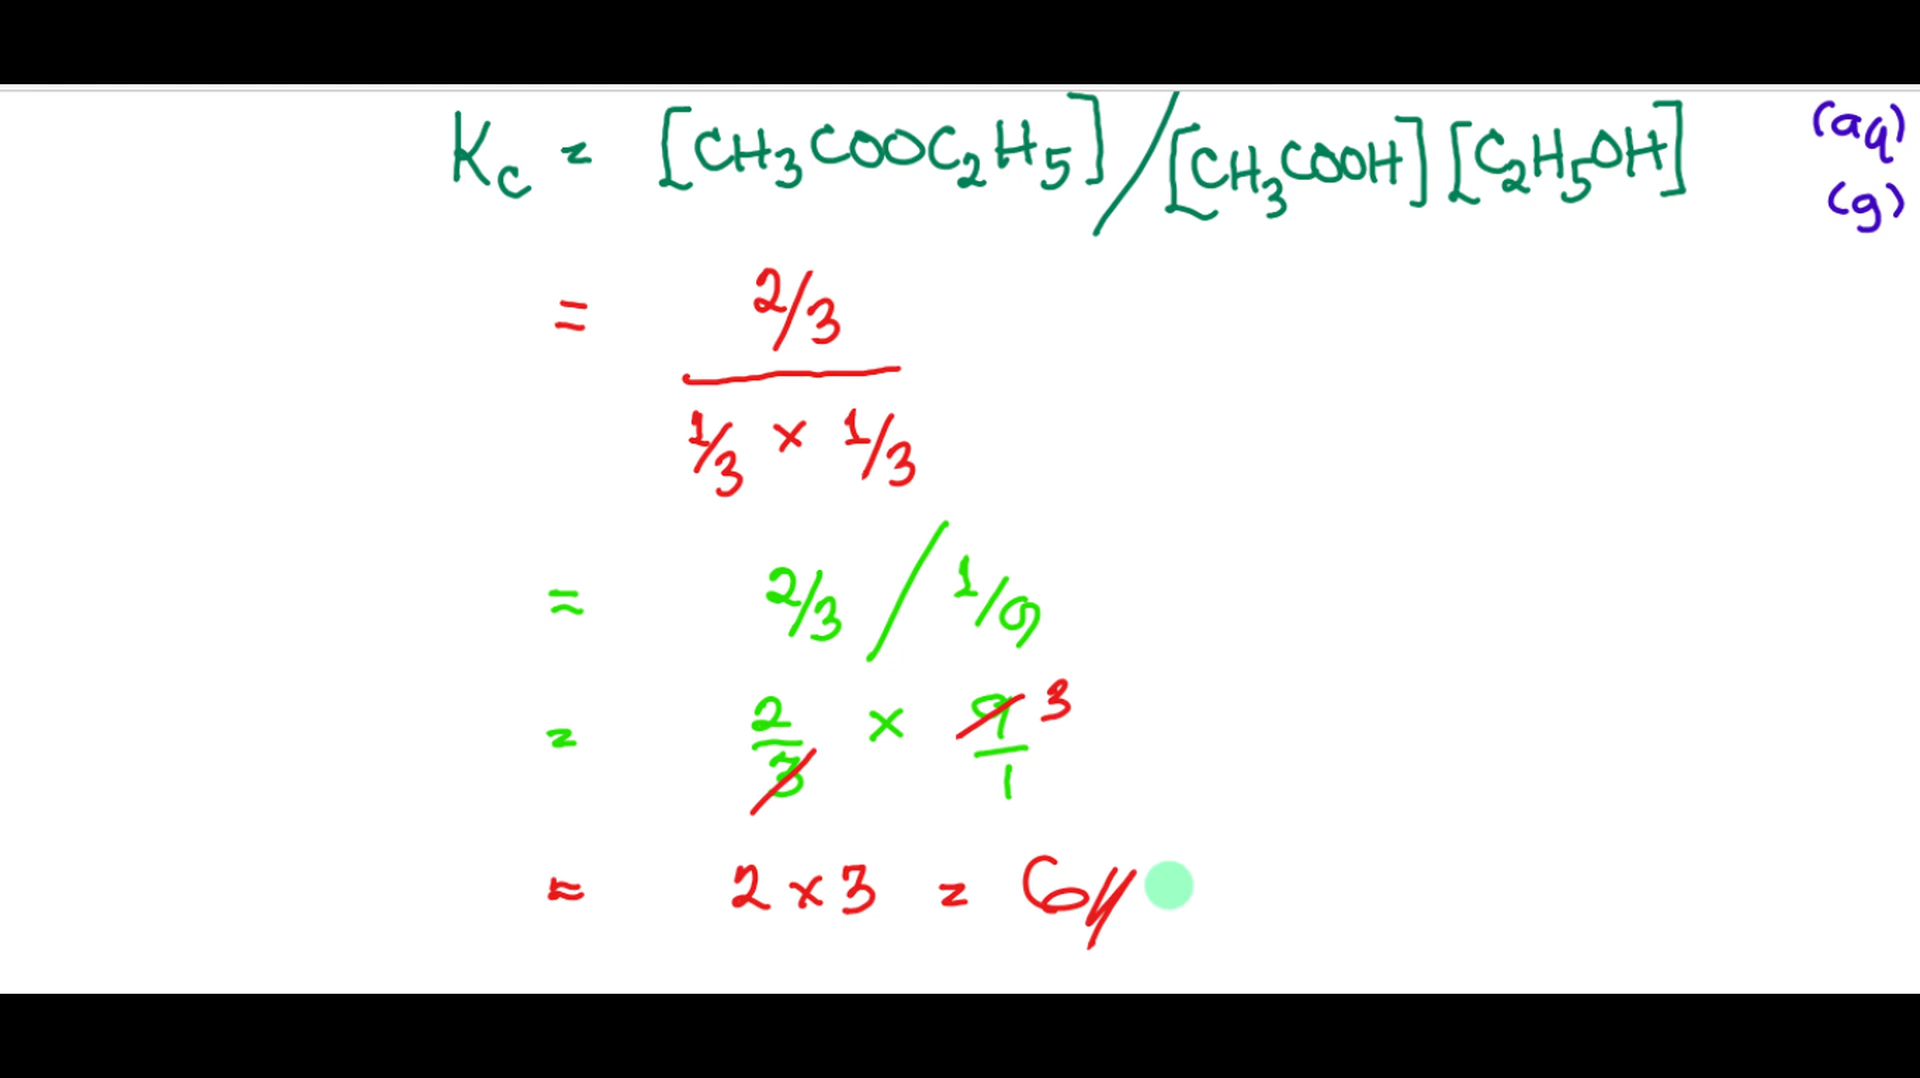 Kc = [CH3COOC2H5] / [CH3COOH][C2H5OH] (aq)
(g)
= 2/3
1/3 × 1/3
= 2/3 / 1/9
= 2/3 × 9/1 3
= 2 × 3 = 6//